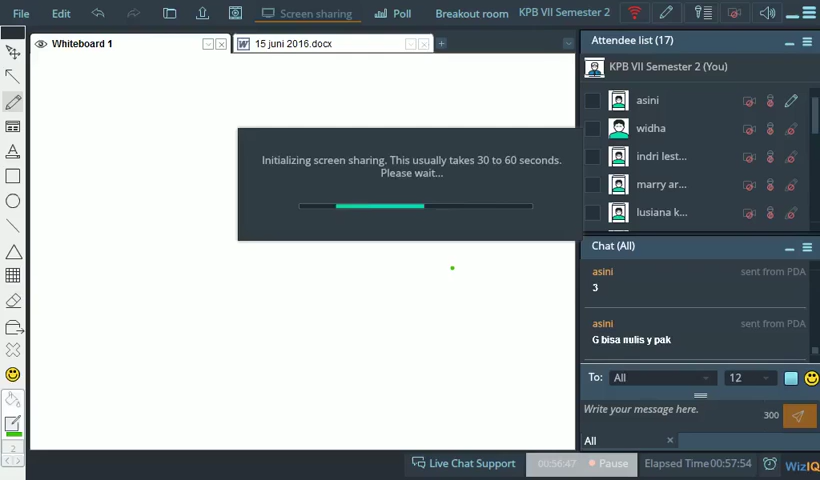 File Edit Screen sharing Poll Breakout room KPB VII Semester 2
Whiteboard 1
15 juni 2016.docx
Attendee list (17)
KPB VII Semester 2 (You)
asini
widha
indri lest...
marry ar...
lusiana k...
Initializing screen sharing. This usually takes 30 to 60 seconds.
Please wait...
Chat (All)
asini sent from PDA
3
asini sent from PDA
G bisa nulis y pak
To: All 12
Write your message here. 300
All
2
Live Chat Support 00:56:47 Pause Elapsed Time 00:57:54 WizIQ